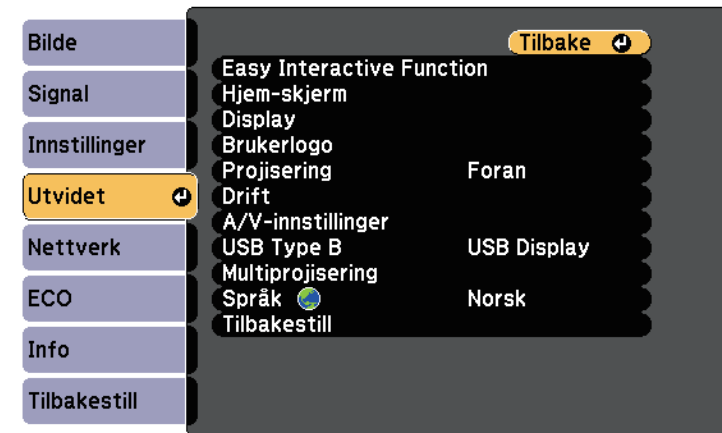 Bilde
Signal
Innstillinger
Utvidet
Nettverk
ECO
Info
Tilbakestill
Tilbake
Easy Interactive Function
Hjem-skjerm
Display
Brukerlogo
Projisering Foran
Drift
A/V-innstillinger
USB Type B USB Display
Multiprojisering
Språk Norsk
Tilbakestill